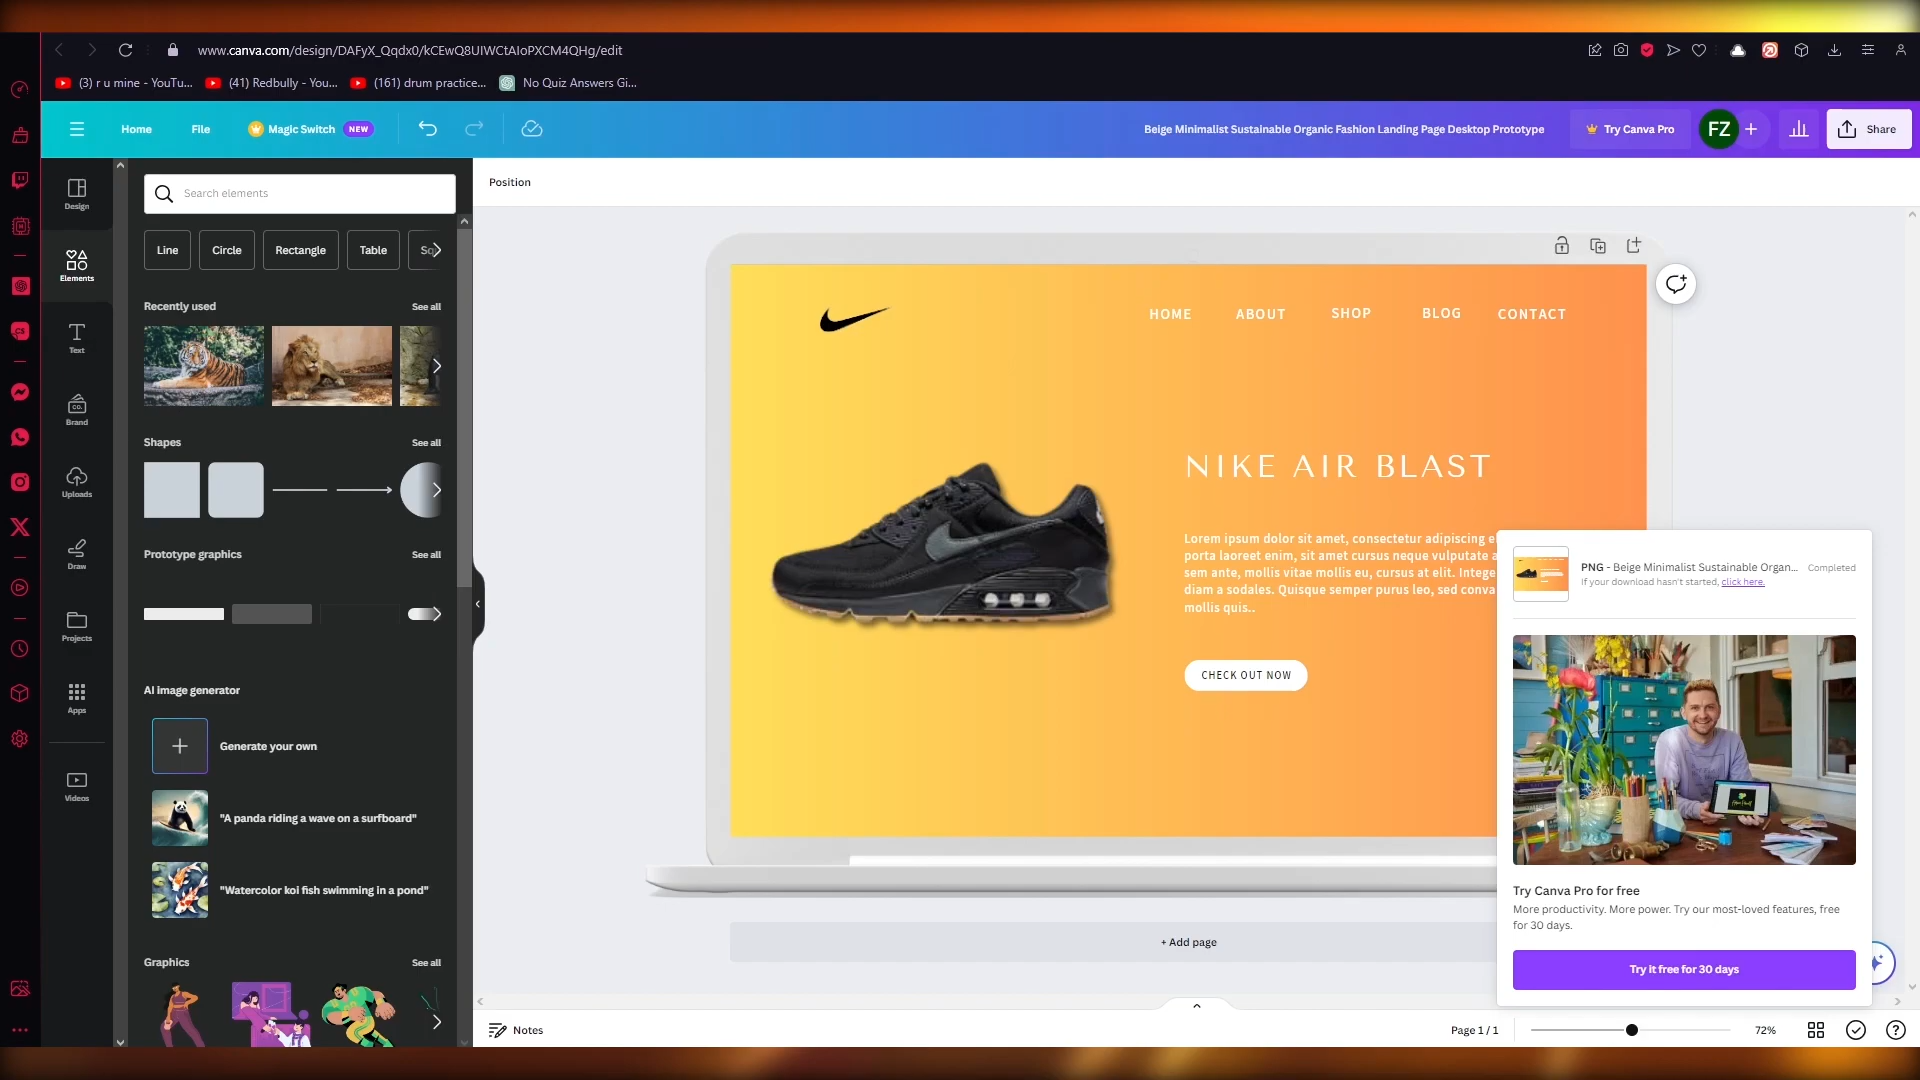 www.canva.com/design/DAFyX_Qqdx0/kCEwQ8UIWCtAIoPXCM4QHg/edit
(3) r u mine - YouTu...
(41) Redbully - You...
(161) drum practice...
No Quiz Answers Gi...
Home
File
Magic Switch
NEW
Beige Minimalist Sustainable Organic Fashion Landing Page Desktop Prototype
Try Canva Pro
FZ
Share
Design
Elements
Text
Brand
Uploads
Draw
Projects
Apps
Videos
Search elements
Line
Circle
Rectangle
Table
Sq
Recently used
See all
Shapes
See all
Prototype graphics
See all
AI image generator
Generate your own
"A panda riding a wave on a surfboard"
"Watercolor koi fish swimming in a pond"
Graphics
See all
Position
HOME
ABOUT
SHOP
BLOG
CONTACT
NIKE AIR BLAST
Lorem ipsum dolor sit amet, consectetur adipiscing el
porta laoreet enim, sit amet cursus neque vulputate a
sem ante, mollis vitae mollis eu, cursus at elit. Intege
diam a sodales. Quisque semper purus leo, sed conva
mollis quis..
CHECK OUT NOW
+ Add page
PNG - Beige Minimalist Sustainable Organ...
Completed
If your download hasn't started, click here.
Try Canva Pro for free
More productivity. More power. Try our most-loved features, free
for 30 days.
Try it free for 30 days
Notes
Page 1 / 1
72%